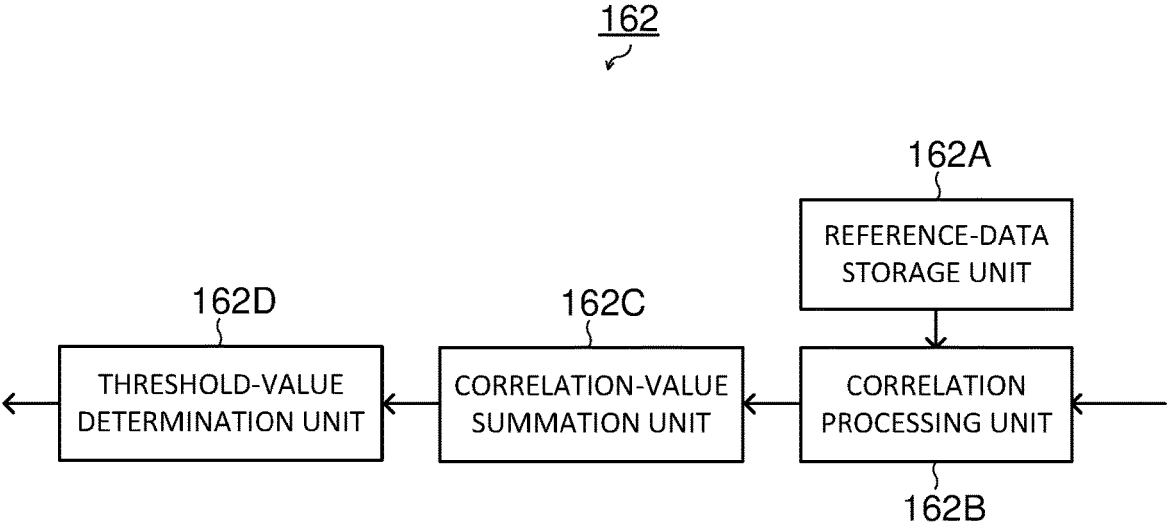 162
162A
REFERENCE-DATA
STORAGE UNIT
162D
162C
THRESHOLD-VALUE
DETERMINATION UNIT
CORRELATION-VALUE
SUMMATION UNIT
CORRELATION
PROCESSING UNIT
162B